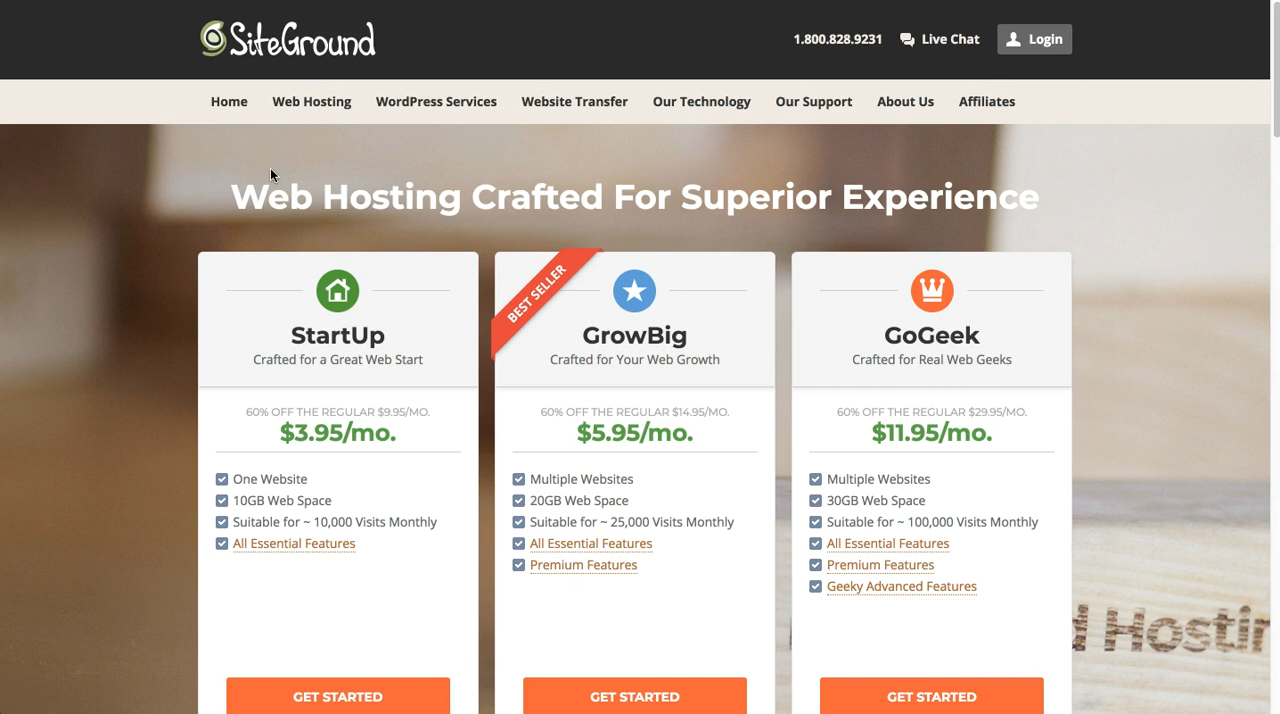 SiteGround
1.800.828.9231 Live Chat Login
Home Web Hosting WordPress Services Website Transfer Our Technology Our Support About Us Affiliates
Web Hosting Crafted For Superior Experience
StartUp
Crafted for a Great Web Start
60% OFF THE REGULAR $9.95/MO.
$3.95/mo.
One Website
10GB Web Space
Suitable for ~ 10,000 Visits Monthly
All Essential Features
GET STARTED
BEST SELLER
GrowBig
Crafted for Your Web Growth
60% OFF THE REGULAR $14.95/MO.
$5.95/mo.
Multiple Websites
20GB Web Space
Suitable for ~ 25,000 Visits Monthly
All Essential Features
Premium Features
GET STARTED
GoGeek
Crafted for Real Web Geeks
60% OFF THE REGULAR $29.95/MO.
$11.95/mo.
Multiple Websites
30GB Web Space
Suitable for ~ 100,000 Visits Monthly
All Essential Features
Premium Features
Geeky Advanced Features
GET STARTED